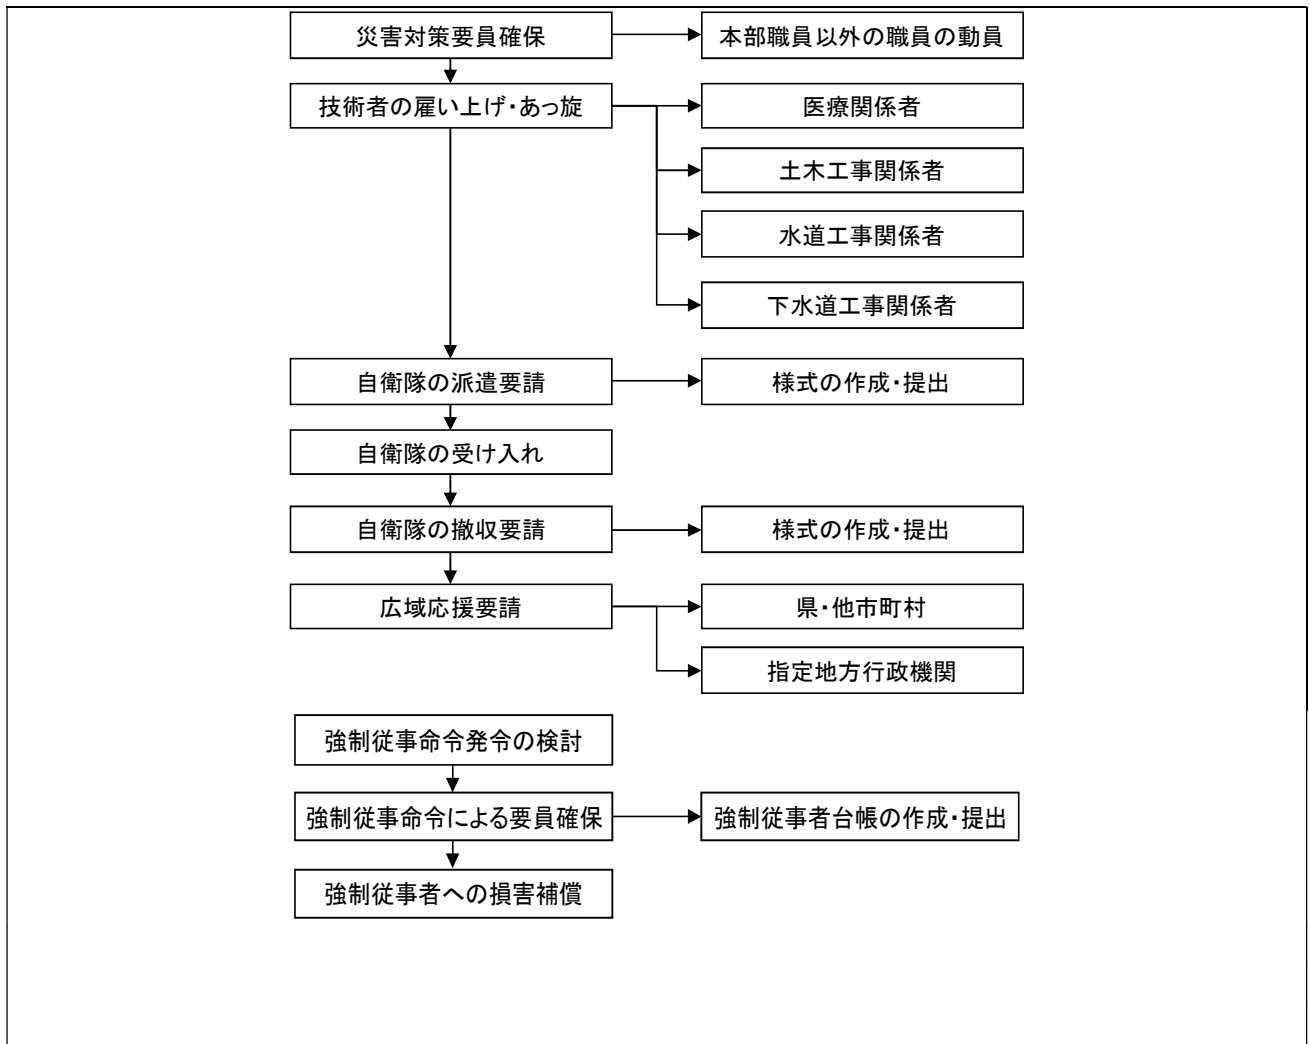 災害対策要員確保
本部職員以外の職員の動員
技術者の雇い上げ・あっ旋
医療関係者
土木工事関係者
水道工事関係者
下水道工事関係者
自衛隊の派遣要請
様式の作成・提出
自衛隊の受け入れ
自衛隊の撤収要請
様式の作成・提出
広域応援要請
県・他市町村
指定地方行政機関
強制従事命令発令の検討
強制従事命令による要員確保
強制従事者台帳の作成・提出
強制従事者への損害補償